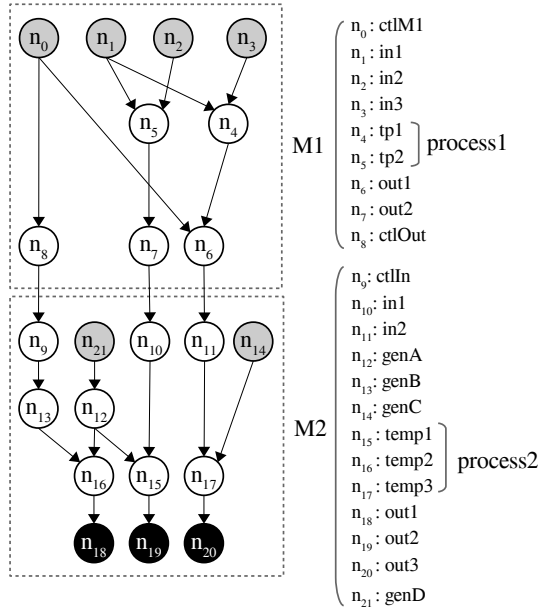 n0 n1 n2 n3
n5 n4
n8 n7 n6
n9 n21 n10 n11 n14
n13 n12
n16 n15 n17
n18 n19 n20
M1
n0: ctlM1
n1: in1
n2: in2
n3: in3
n4: tp1
n5: tp2
process1
n6: out1
n7: out2
n8: ctlOut
M2
n9: ctlIn
n10: in1
n11: in2
n12: genA
n13: genB
n14: genC
n15: temp1
n16: temp2
n17: temp3
process2
n18: out1
n19: out2
n20: out3
n21: genD